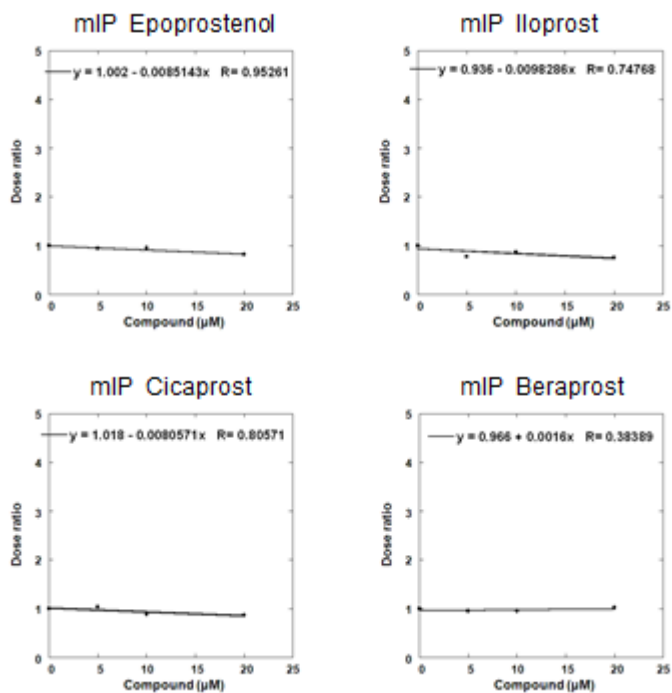 mIP Epoprostenol
5
y = 1.002 - 0.0085143x R= 0.95261
4
3
2
1
0
Dose ratio
0 5 10 15 20 25
Compound (µM)
mIP Iloprost
5
y = 0.936 - 0.0098286x R= 0.74768
4
3
2
1
0
Dose ratio
0 5 10 15 20 25
Compound (µM)
mIP Cicaprost
5
y = 1.018 - 0.0080571x R= 0.80571
4
3
2
1
0
Dose ratio
0 5 10 15 20 25
Compound (µM)
mIP Beraprost
5
y = 0.966 + 0.0016x R= 0.38389
4
3
2
1
0
Dose ratio
0 5 10 15 20 25
Compound (µM)